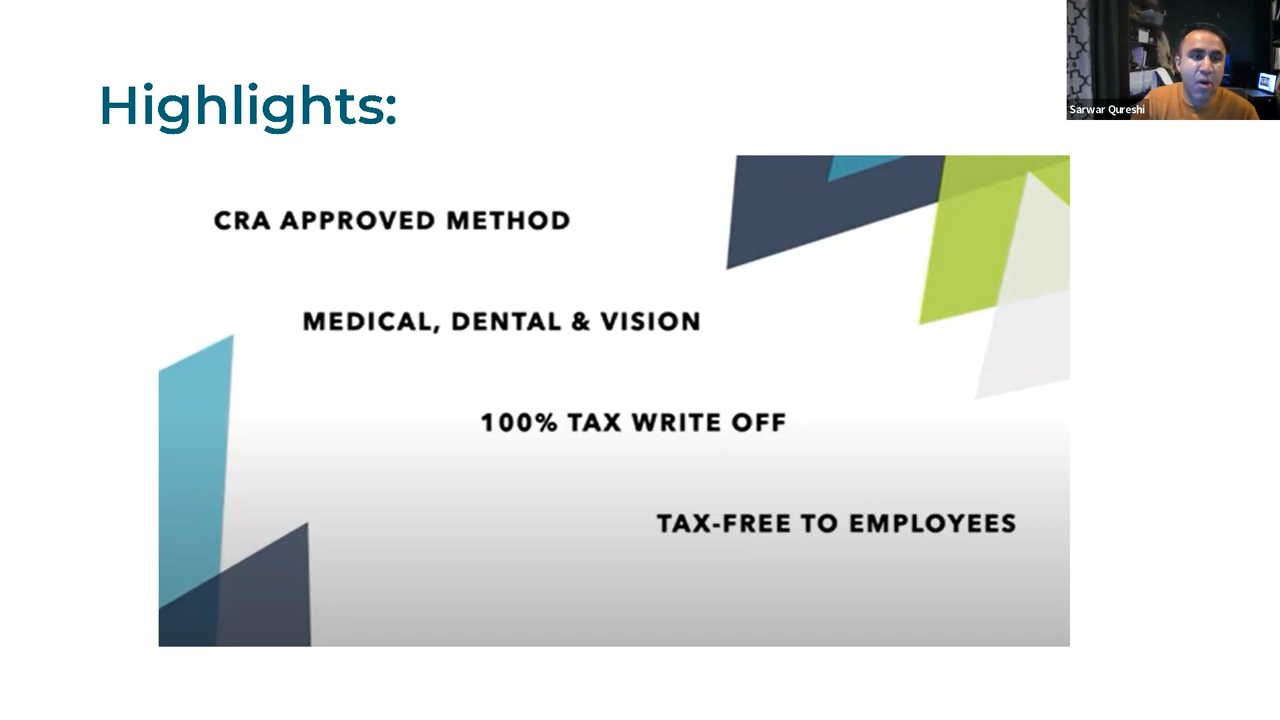 Sarwar Qureshi
Highlights:
CRA APPROVED METHOD
MEDICAL, DENTAL & VISION
100% TAX WRITE OFF
TAX-FREE TO EMPLOYEES